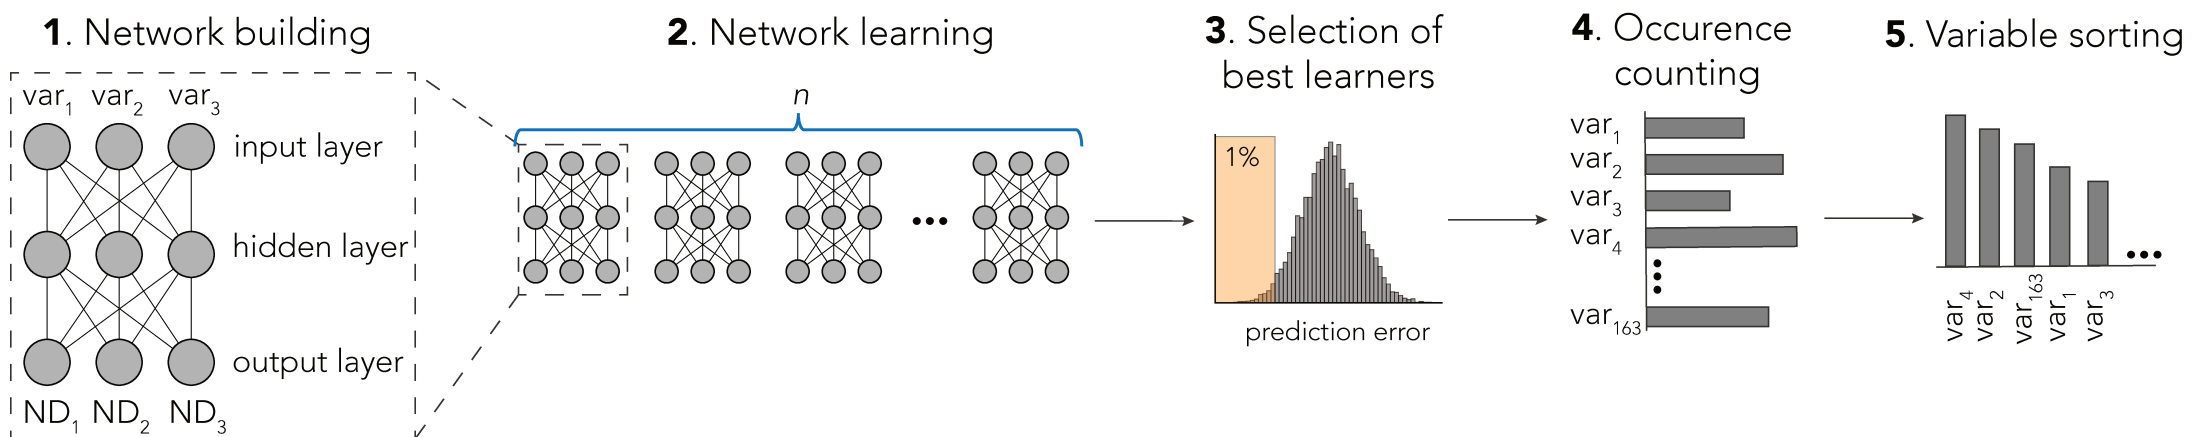 1. Network building
var1 var2 var3
input layer
hidden layer
output layer
ND1 ND2 ND3
2. Network learning
n
3. Selection of
best learners
1%
prediction error
4. Occurence
counting
var1
var2
var3
var4
var163
5. Variable sorting
var4
var2
var163
var1
var3